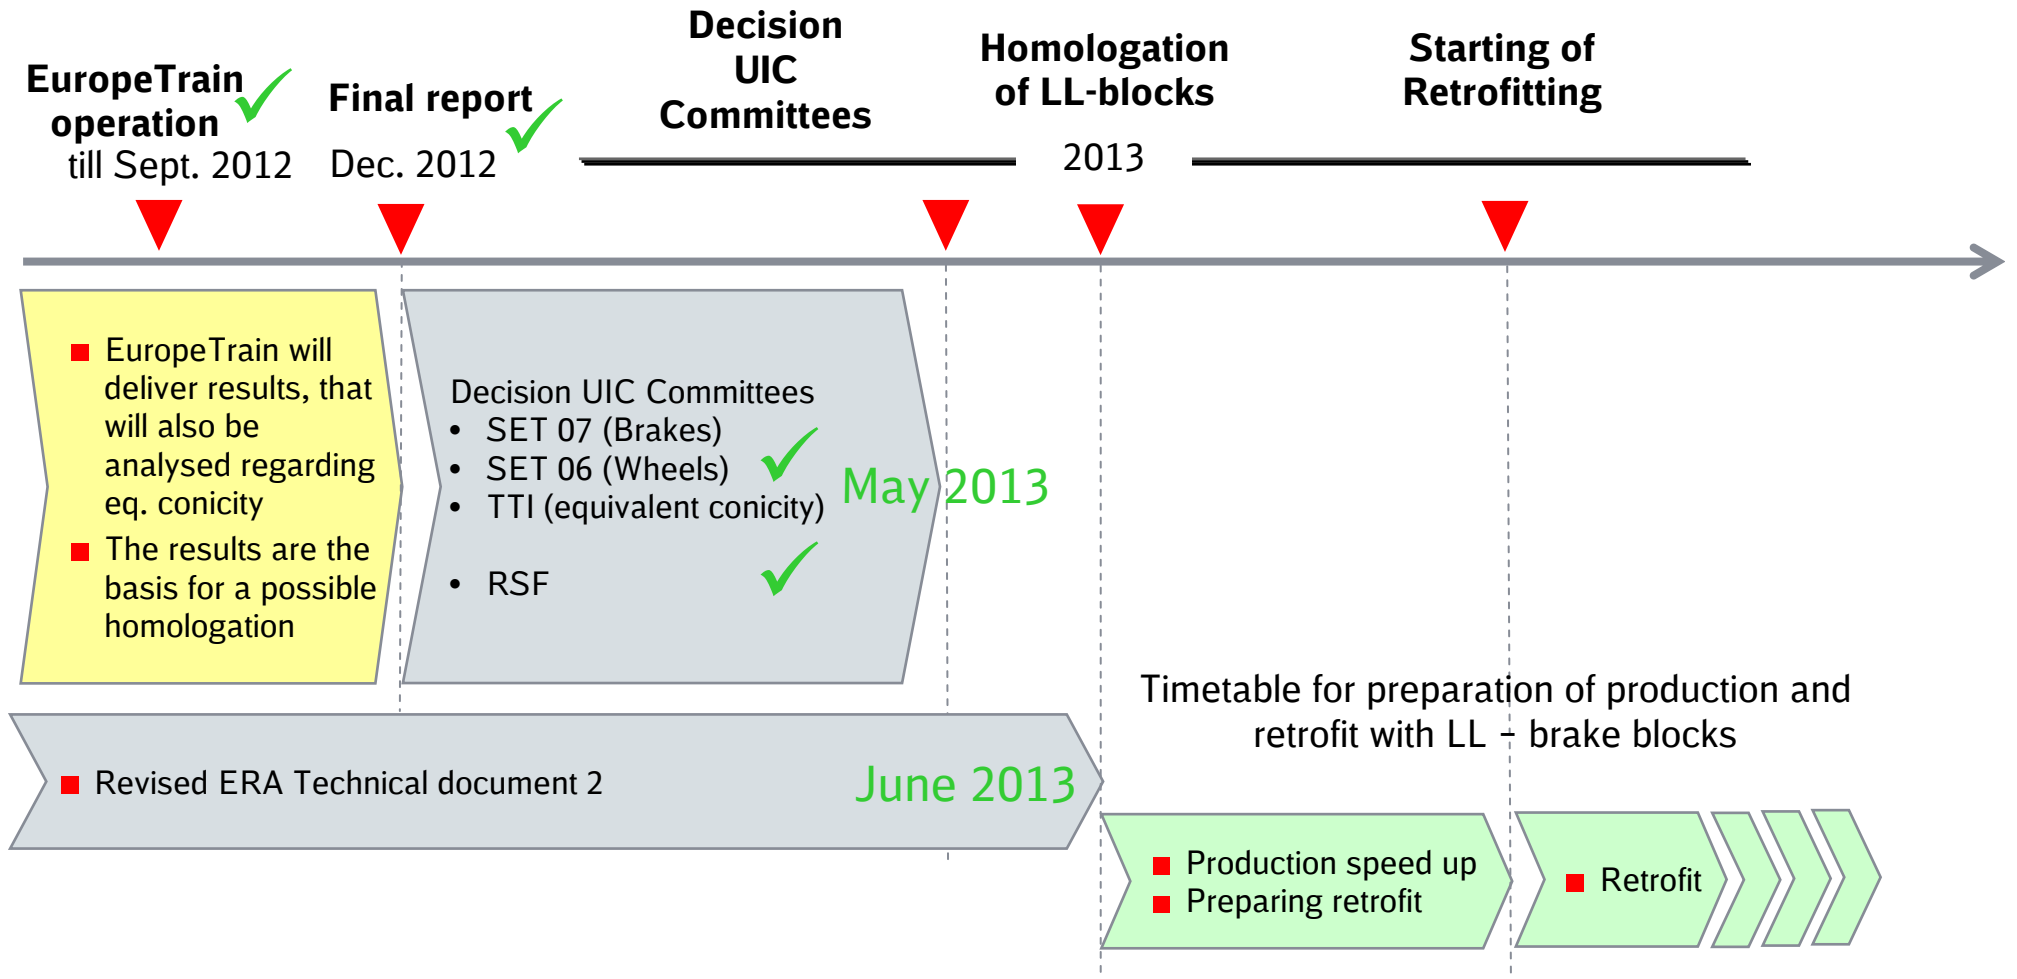 EuropeTrain
operation
till Sept. 2012
Final report
Dec. 2012
Decision
UIC
Committees
Homologation
of LL-blocks
2013
Starting of
Retrofitting
EuropeTrain will
deliver results, that
will also be
analysed regarding
eq. conicity
The results are the
basis for a possible
homologation
Decision UIC Committees
• SET 07 (Brakes)
• SET 06 (Wheels)
• TTI (equivalent conicity)
• RSF
May 2013
Revised ERA Technical document 2
June 2013
Timetable for preparation of production and
retrofit with LL – brake blocks
Production speed up
Preparing retrofit
Retrofit